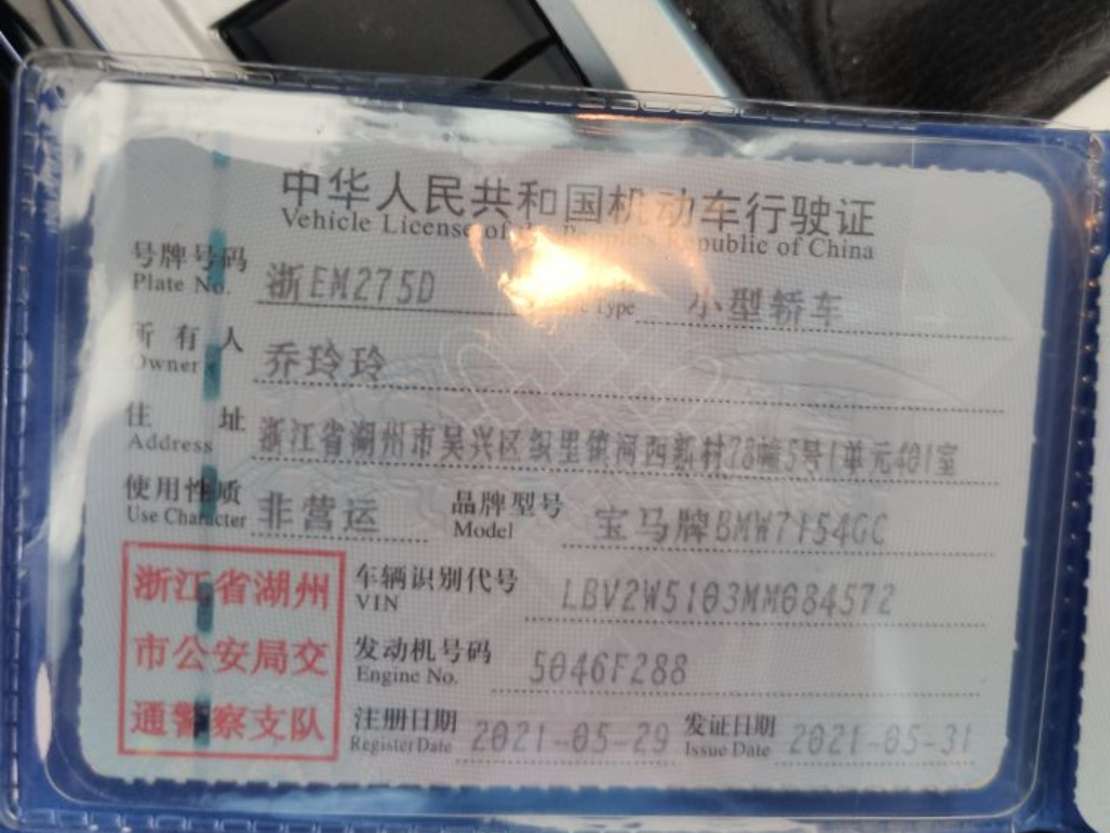 中华人民共和国机动车行驶证
Vehicle License of the People's Republic of China
号牌号码 浙EM275D
Plate No. Type 小型轿车
所有人 乔玲玲
Owner
住址 浙江省湖州市吴兴区织里镇河西新村78幢5号1单元401室
Address
使用性质 非营运 品牌型号 宝马牌BMW7154GC
Use Character Model
浙江省湖州
市公安局交
通警察支队
车辆识别代号 LBV2W5103MM084572
VIN
发动机号码 5046F288
Engine No.
注册日期 2021-05-29 发证日期 2021-05-31
Register Date Issue Date